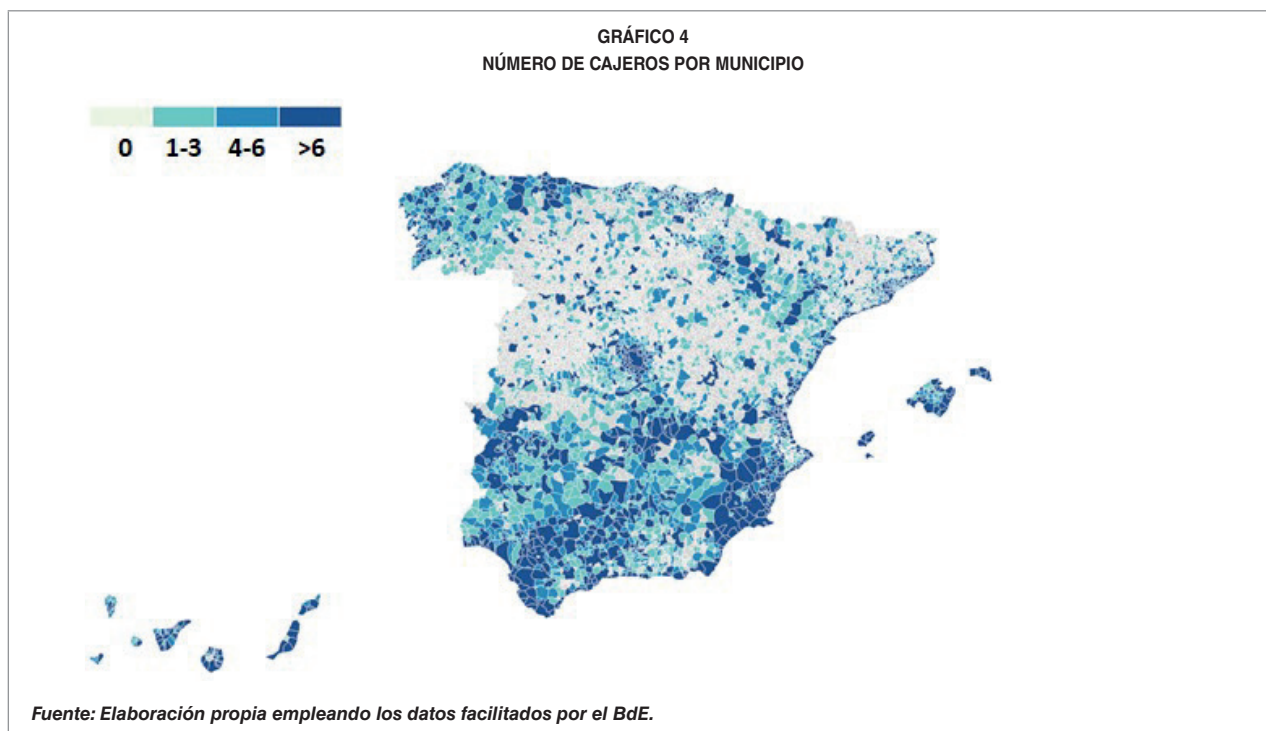 GRÁFICO 4
NÚMERO DE CAJEROS POR MUNICIPIO
0 1-3 4-6 >6
Fuente: Elaboración propia empleando los datos facilitados por el BdE.